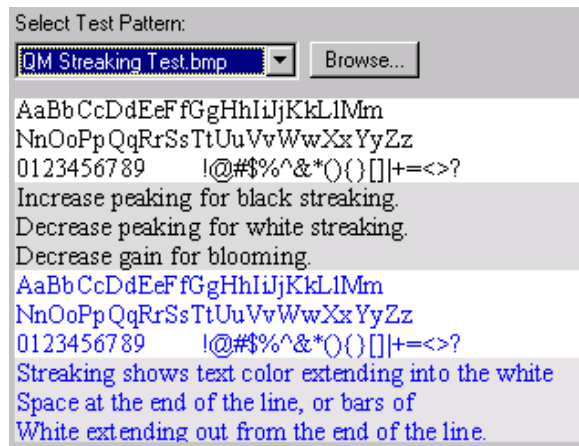 Select Test Pattern:
QM Streaking Test.bmp Browse...
AaBbCcDdEeFfGgHhIiJjKkLlMm
NnOoPpQqRrSsTtUuVvWwXxYyZz
0123456789 !@#$%^&*(){}[]|+=<>?
Increase peaking for black streaking.
Decrease peaking for white streaking.
Decrease gain for blooming.
AaBbCcDdEeFfGgHhIiJjKkLlMm
NnOoPpQqRrSsTtUuVvWwXxYyZz
0123456789 !@#$%^&*(){}[]|+=<>?
Streaking shows text color extending into the white
Space at the end of the line, or bars of
White extending out from the end of the line.